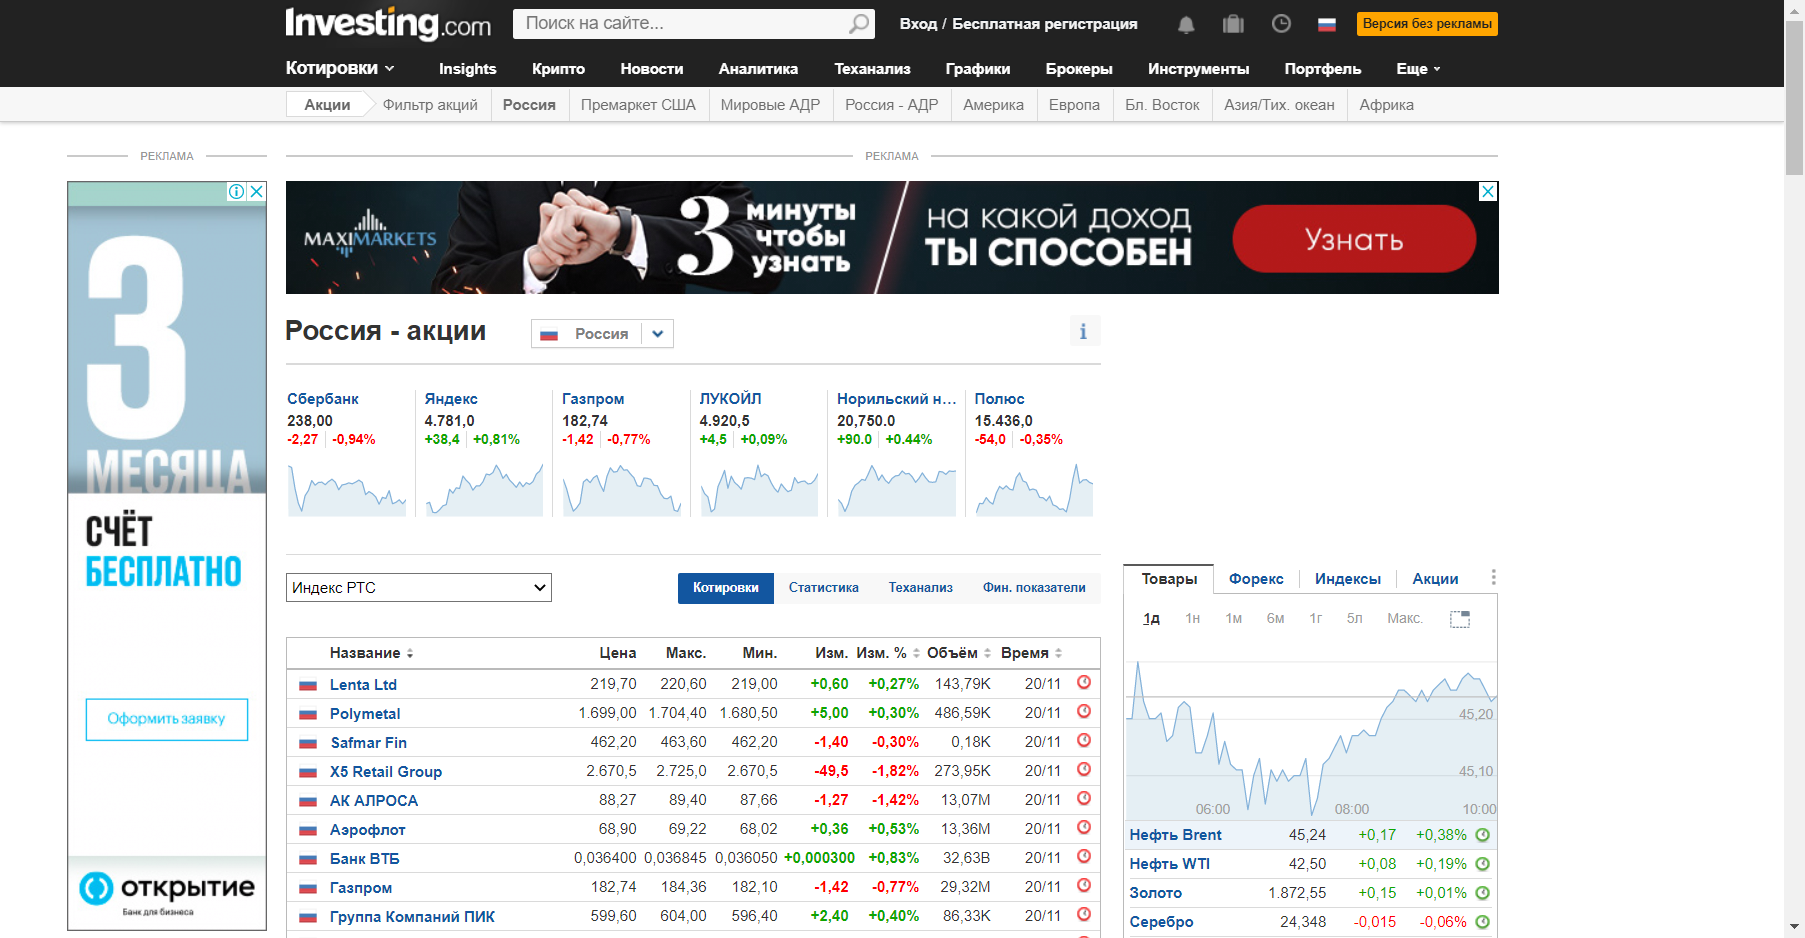 Investing.com
Поиск на сайте...
Вход / Бесплатная регистрация
Версия без рекламы
Котировки
Insights
Крипто
Новости
Аналитика
Теханализ
Графики
Брокеры
Инструменты
Портфель
Еще
Акции
Фильтр акций
Россия
Премаркет США
Мировые АДР
Россия - АДР
Америка
Европа
Бл. Восток
Азия/Тих. океан
Африка
РЕКЛАМА
РЕКЛАМА
3
МЕСЯЦА
СЧЁТ
БЕСПЛАТНО
Оформить заявку
открытие
Банк для бизнеса
MAXIMARKETS
3 минуты
чтобы
узнать
на какой доход
ты способен
Узнать
Россия - акции
Россия
i
Сбербанк
238,00
-2,27 -0,94%
Яндекс
4.781,0
+38,4 +0,81%
Газпром
182,74
-1,42 -0,77%
ЛУКОЙЛ
4.920,5
+4,5 +0,09%
Норильский н...
20,750.0
+90.0 +0.44%
Полюс
15.436,0
-54,0 -0,35%
Индекс РТС
Котировки
Статистика
Теханализ
Фин. показатели
Название Цена Макс. Мин. Изм. Изм. % Объём Время
Lenta Ltd 219,70 220,60 219,00 +0,60 +0,27% 143,79K 20/11
Polymetal 1.699,00 1.704,40 1.680,50 +5,00 +0,30% 486,59K 20/11
Safmar Fin 462,20 463,60 462,20 -1,40 -0,30% 0,18K 20/11
X5 Retail Group 2.670,5 2.725,0 2.670,5 -49,5 -1,82% 273,95K 20/11
АК АЛРОСА 88,27 89,40 87,66 -1,27 -1,42% 13,07M 20/11
Аэрофлот 68,90 69,22 68,02 +0,36 +0,53% 13,36M 20/11
Банк ВТБ 0,036400 0,036845 0,036050 +0,000300 +0,83% 32,63B 20/11
Газпром 182,74 184,36 182,10 -1,42 -0,77% 29,32M 20/11
Группа Компаний ПИК 599,60 604,00 596,40 +2,40 +0,40% 86,33K 20/11
Товары
Форекс
Индексы
Акции
1д 1н 1м 6м 1г 5л Макс.
45,20
45,10
06:00 08:00 10:00
Нефть Brent 45,24 +0,17 +0,38%
Нефть WTI 42,50 +0,08 +0,19%
Золото 1.872,55 +0,15 +0,01%
Серебро 24,348 -0,015 -0,06%